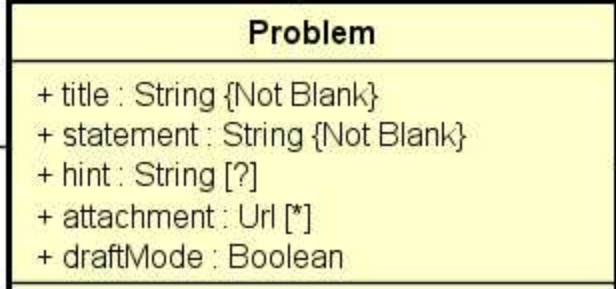 Problem
+ title : String {Not Blank}
+ statement : String {Not Blank}
+ hint : String [?]
+ attachment : Url [*]
+ draftMode : Boolean